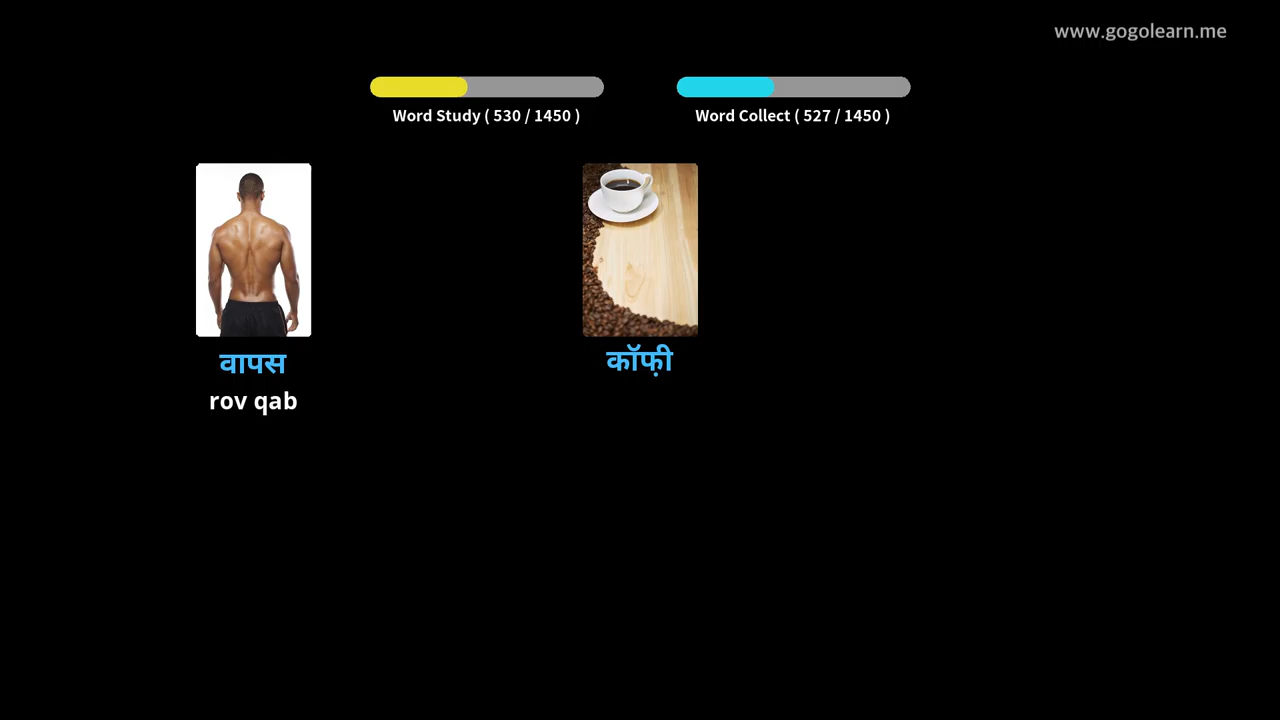 www.gogolearn.me
Word Study ( 530 / 1450 )
Word Collect ( 527 / 1450 )
वापस
rov qab
कॉफ़ी